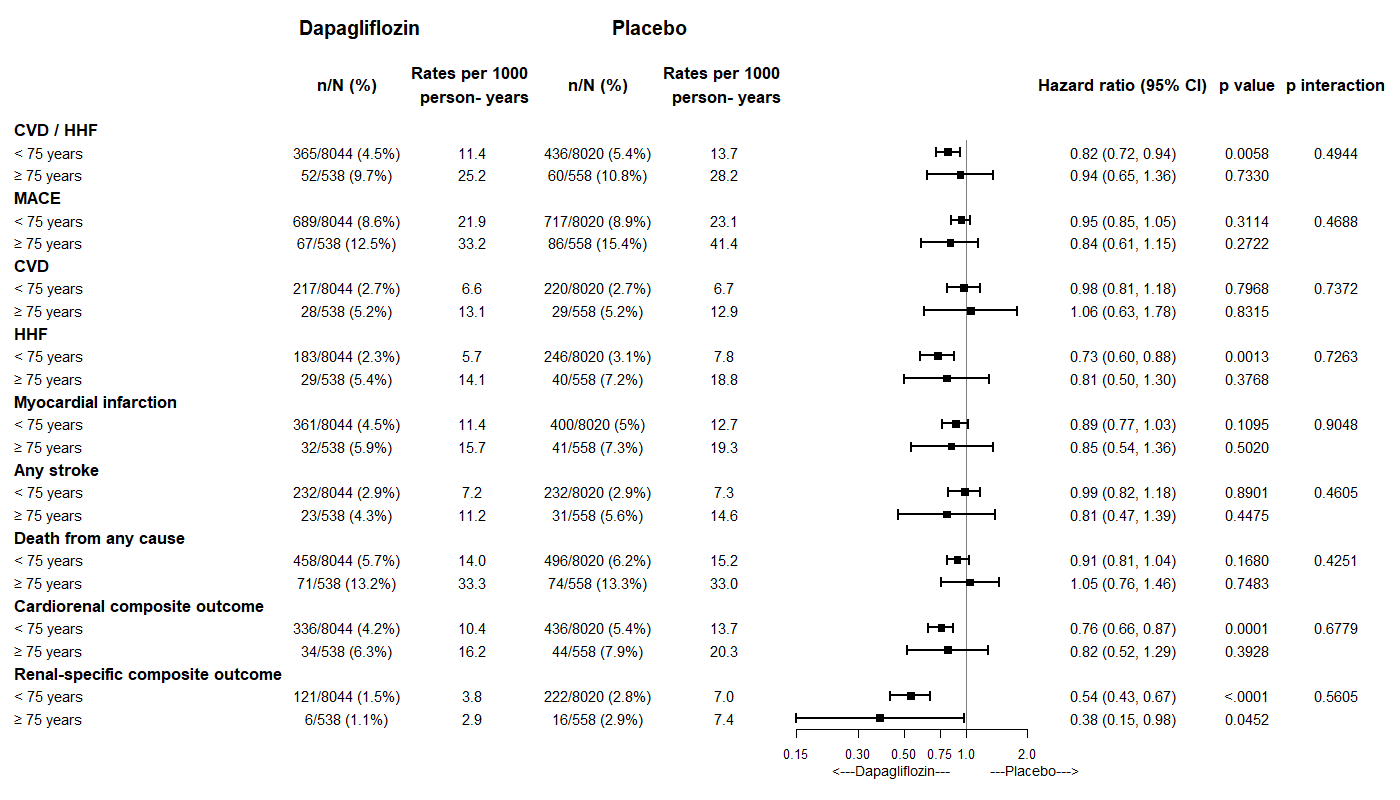 Dapagliflozin Placebo
n/N (%) Rates per 1000 person- years n/N (%) Rates per 1000 person- years Hazard ratio (95% CI) p value p interaction
CVD / HHF
< 75 years 365/8044 (4.5%) 11.4 436/8020 (5.4%) 13.7 0.82 (0.72, 0.94) 0.0058 0.4944
≥ 75 years 52/538 (9.7%) 25.2 60/558 (10.8%) 28.2 0.94 (0.65, 1.36) 0.7330
MACE
< 75 years 689/8044 (8.6%) 21.9 717/8020 (8.9%) 23.1 0.95 (0.85, 1.05) 0.3114 0.4688
≥ 75 years 67/538 (12.5%) 33.2 86/558 (15.4%) 41.4 0.84 (0.61, 1.15) 0.2722
CVD
< 75 years 217/8044 (2.7%) 6.6 220/8020 (2.7%) 6.7 0.98 (0.81, 1.18) 0.7968 0.7372
≥ 75 years 28/538 (5.2%) 13.1 29/558 (5.2%) 12.9 1.06 (0.63, 1.78) 0.8315
HHF
< 75 years 183/8044 (2.3%) 5.7 246/8020 (3.1%) 7.8 0.73 (0.60, 0.88) 0.0013 0.7263
≥ 75 years 29/538 (5.4%) 14.1 40/558 (7.2%) 18.8 0.81 (0.50, 1.30) 0.3768
Myocardial infarction
< 75 years 361/8044 (4.5%) 11.4 400/8020 (5%) 12.7 0.89 (0.77, 1.03) 0.1095 0.9048
≥ 75 years 32/538 (5.9%) 15.7 41/558 (7.3%) 19.3 0.85 (0.54, 1.36) 0.5020
Any stroke
< 75 years 232/8044 (2.9%) 7.2 232/8020 (2.9%) 7.3 0.99 (0.82, 1.18) 0.8901 0.4605
≥ 75 years 23/538 (4.3%) 11.2 31/558 (5.6%) 14.6 0.81 (0.47, 1.39) 0.4475
Death from any cause
< 75 years 458/8044 (5.7%) 14.0 496/8020 (6.2%) 15.2 0.91 (0.81, 1.04) 0.1680 0.4251
≥ 75 years 71/538 (13.2%) 33.3 74/558 (13.3%) 33.0 1.05 (0.76, 1.46) 0.7483
Cardiorenal composite outcome
< 75 years 336/8044 (4.2%) 10.4 436/8020 (5.4%) 13.7 0.76 (0.66, 0.87) 0.0001 0.6779
≥ 75 years 34/538 (6.3%) 16.2 44/558 (7.9%) 20.3 0.82 (0.52, 1.29) 0.3928
Renal-specific composite outcome
< 75 years 121/8044 (1.5%) 3.8 222/8020 (2.8%) 7.0 0.54 (0.43, 0.67) <.0001 0.5605
≥ 75 years 6/538 (1.1%) 2.9 16/558 (2.9%) 7.4 0.38 (0.15, 0.98) 0.0452
0.15 0.30 0.50 0.75 1.0 2.0
<---Dapagliflozin--- ---Placebo--->